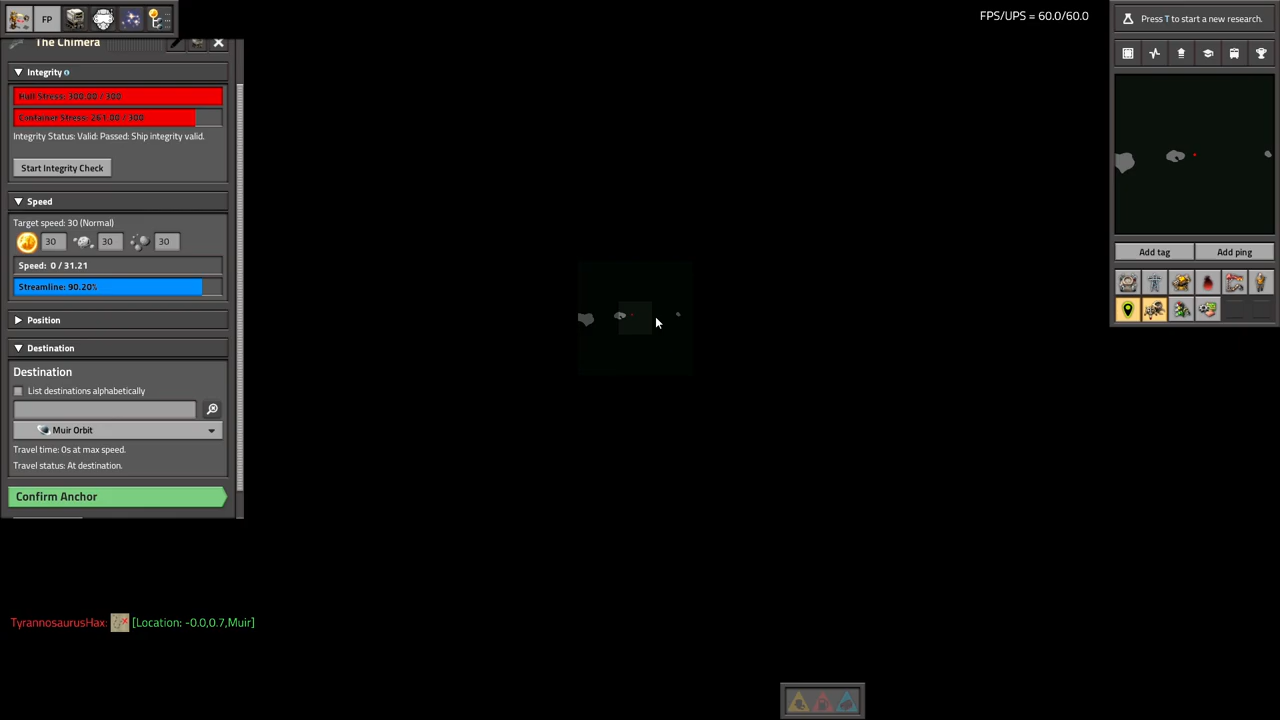 FP
FPS/UPS = 60.0/60.0
Press T to start a new research.
The Chimera
Integrity
Hull Stress: 300.00 / 300
Container Stress: 261.00 / 300
Integrity Status: Valid: Passed: Ship integrity valid.
Start Integrity Check
Speed
Target speed: 30 (Normal)
30
30
30
Speed: 0 / 31.21
Streamline: 90.20%
Position
Destination
Destination
List destinations alphabetically
Muir Orbit
Travel time: 0s at max speed.
Travel status: At destination.
Confirm Anchor
Add tag
Add ping
TyrannosaurusHax: [Location: -0.0,0.7,Muir]